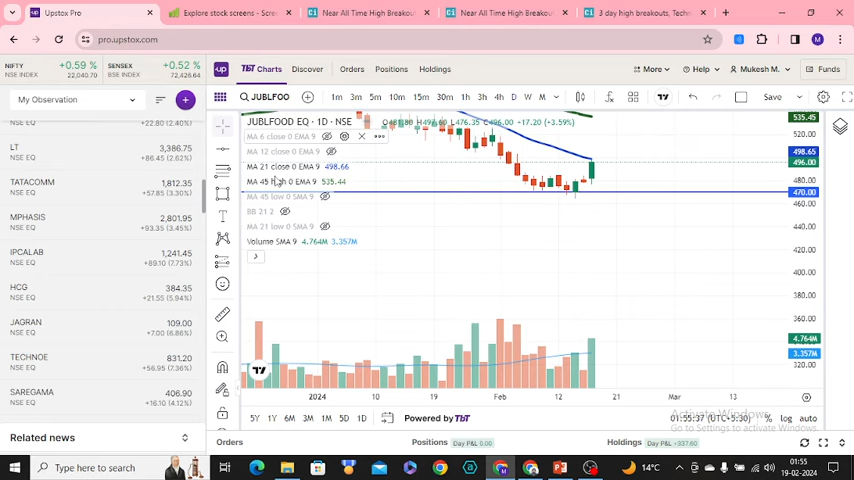 Upstox Pro
Explore stock screens - Scree
Near All Time High Breakout
Near All Time High Breakout
3 day high breakouts, Techni
pro.upstox.com
NIFTY +0.52 % SENSEX +0.52 %
NSE INDEX 22,040.70 BSE INDEX 72,426.64
up TbT Charts Discover Orders Positions Holdings More Mukesh M. Funds
My Observation
JUBLFOO 1m 3m 5m 10m 15m 30m 1h 3h 4h D W M Save
NSE EQ +22.80 (2.40%)
LT 3,386.75
NSE EQ +86.45 (2.62%)
TATACOMM 1,812.35
NSE EQ +57.85 (3.30%)
MPHASIS 2,801.95
NSE EQ +93.35 (3.45%)
IPCALAB 1,241.45
NSE EQ +89.10 (7.73%)
HCG 384.35
NSE EQ +21.55 (5.94%)
JAGRAN 109.00
NSE EQ +7.00 (6.86%)
TECHNOE 831.20
NSE EQ +56.95 (7.36%)
SAREGAMA 406.90
NSE EQ +16.10 (4.12%)
Related news
JUBLFOOD EQ · 1D · NSE O481.80 H497.60 L476.35 C496.00 +17.20 (+3.59%)
MA 6 close 0 EMA 9
MA 12 close 0 EMA 9
MA 21 close 0 EMA 9 498.66
MA 45 high 0 EMA 9 535.44
MA 45 low 0 SMA 9
BB 21 2
MA 21 low 0 SMA 9
Volume SMA 9 4.764M 3.357M
535.45
520.00
498.65
496.00
480.00
470.00
460.00
440.00
420.00
400.00
380.00
360.00
4.764M
3.357M
2024 10 19 Feb 12 21 Mar 13
5Y 1Y 6M 3M 1M 5D 1D Powered by TbT 01:55:37 (UTC+5:30) % log auto
Activate Windows
Go to Settings to activate Windows.
Orders Positions Day P&L 0.00 Holdings Day P&L +337.60
Type here to search
14°C
01:55
19-02-2024